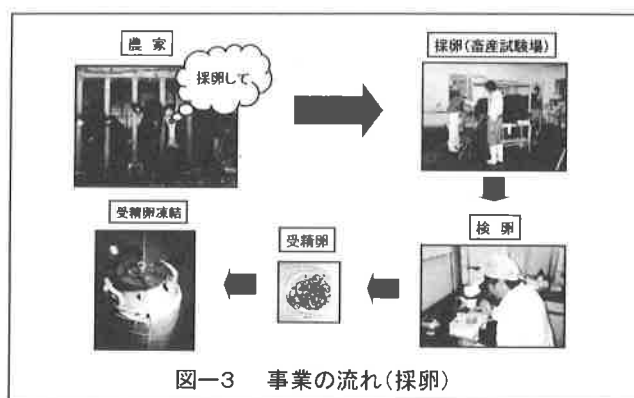 農家
採卵して
採卵(畜産試験場)
検卵
受精卵
受精卵凍結
図―3 事業の流れ(採卵)